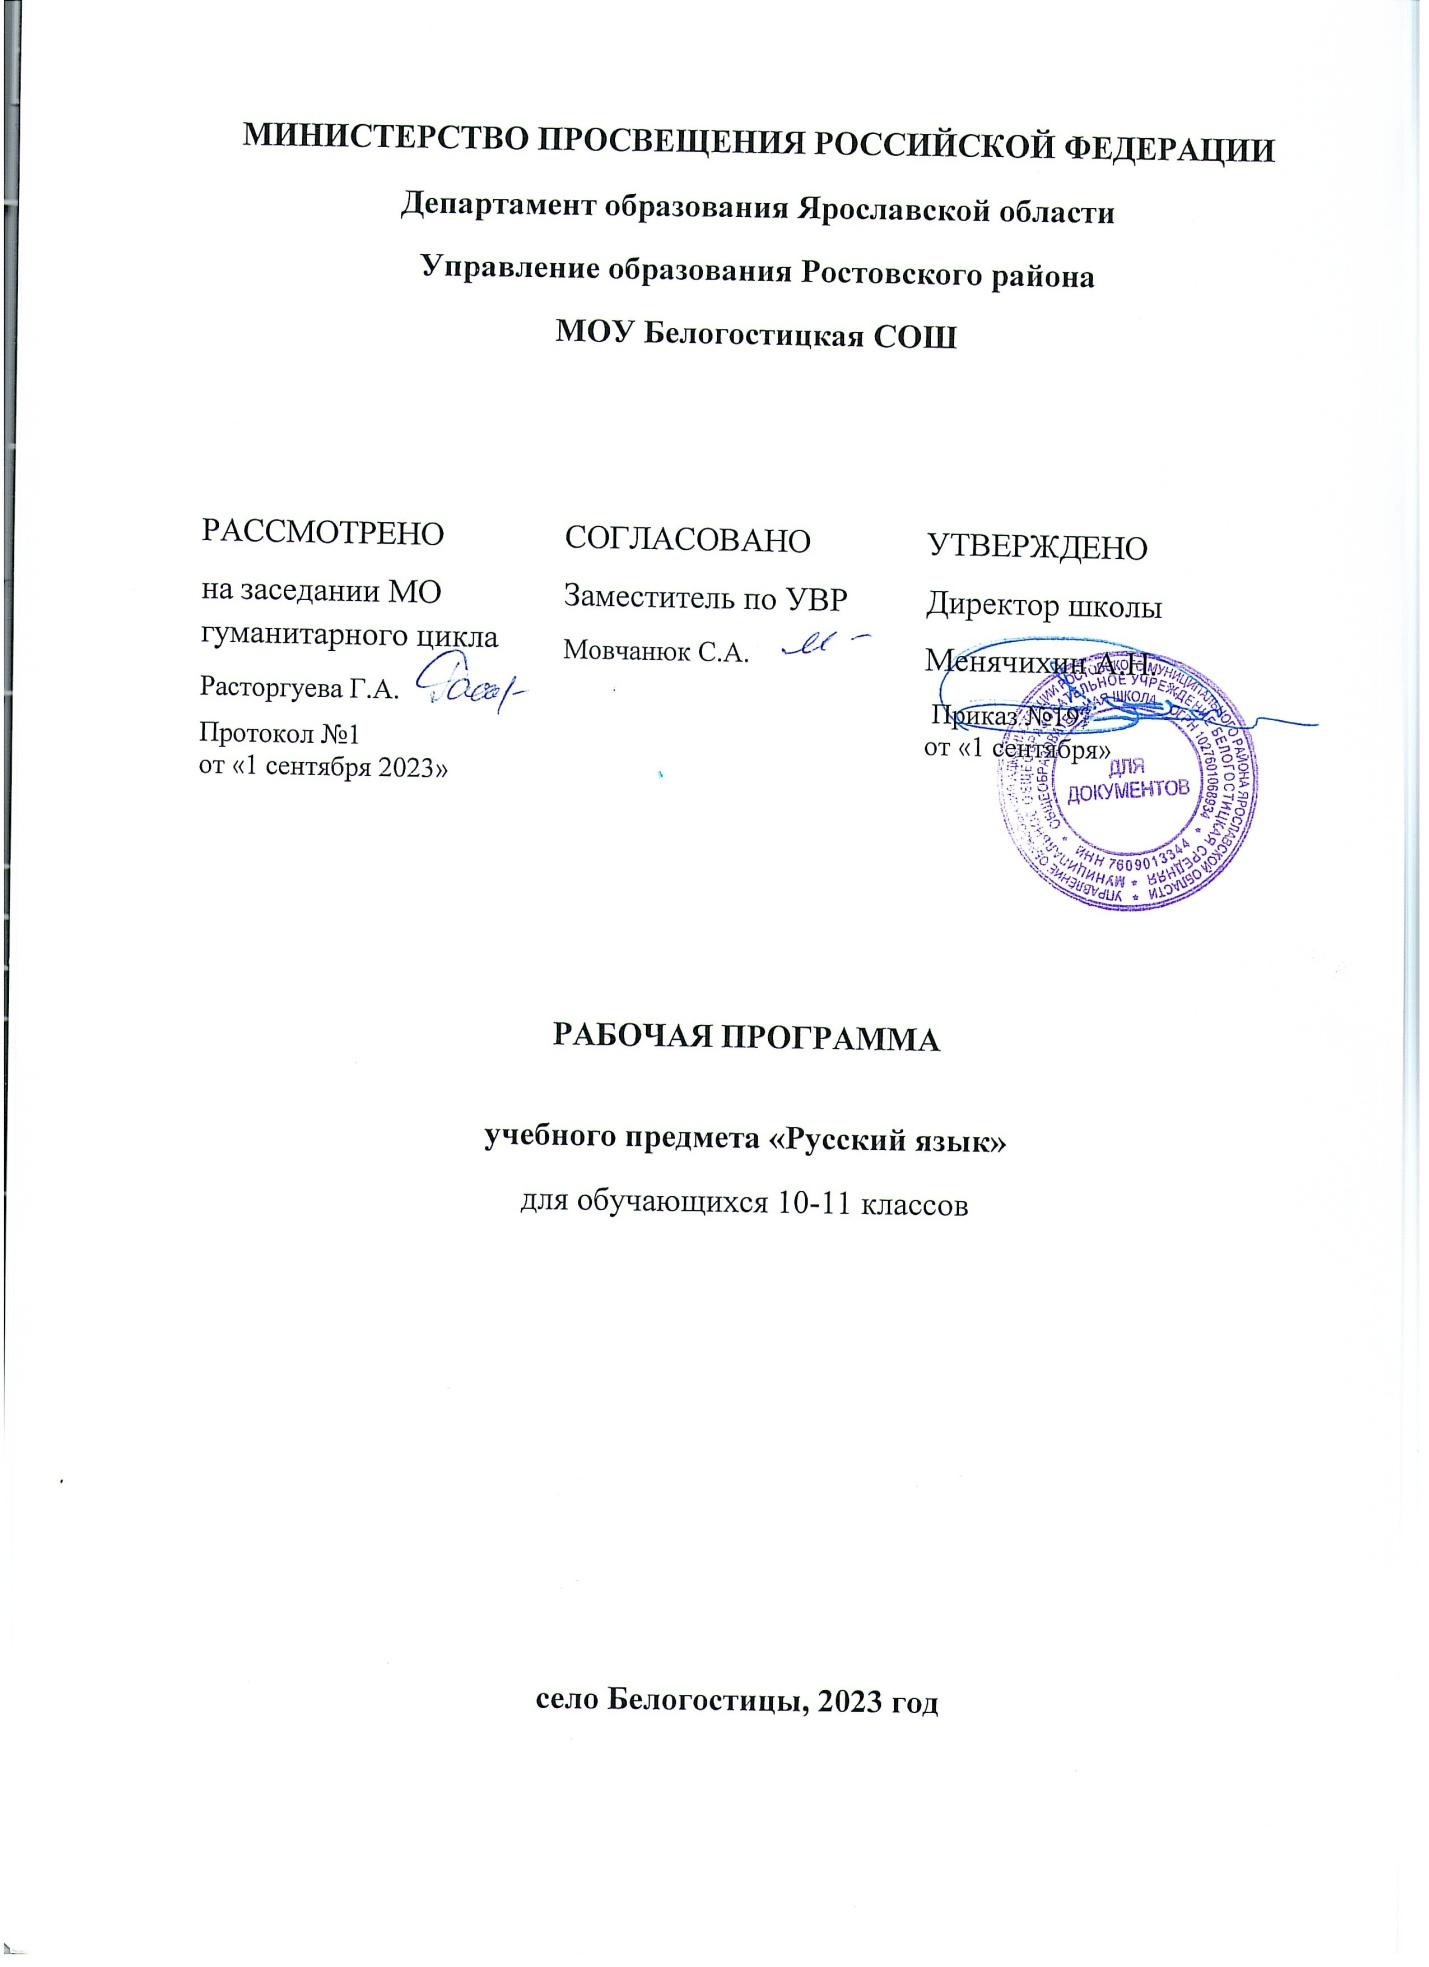 МИНИСТЕРСТВО ПРОСВЕЩЕНИЯ РОССИЙСКОЙ ФЕДЕРАЦИИ
Департамент образования Ярославской области
Управление образования Ростовского района
МОУ Белогостицкая СОШ
РАССМОТРЕНО
на заседании МО
гуманитарного цикла
Расторгуева Г.А.
Протокол №1
от «1 сентября 2023»
СОГЛАСОВАНО
Заместитель по УВР
Мовчанюк С.А.
УТВЕРЖДЕНО
Директор школы
Менячихин А.Н.
Приказ
от «1 сентября»
ДЛЯ
ДОКУМЕНТОВ
ОГРН 1027601068934
ИНН 7609013344
РАБОЧАЯ ПРОГРАММА
учебного предмета «Русский язык»
для обучающихся 10-11 классов
село Белогостицы, 2023 год